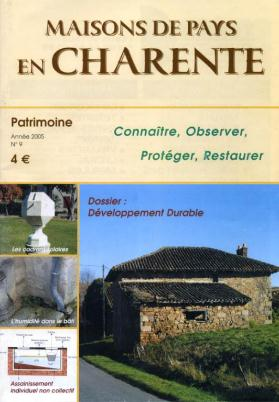 MAISONS DE PAYS
EN CHARENTE
Patrimoine
Année 2005
N° 9
4 €
Connaître, Observer,
Protéger, Restaurer
Dossier :
Développement Durable
Les cadrans solaires
L'humidité dans le bâti
Assainissement
individuel non collectif